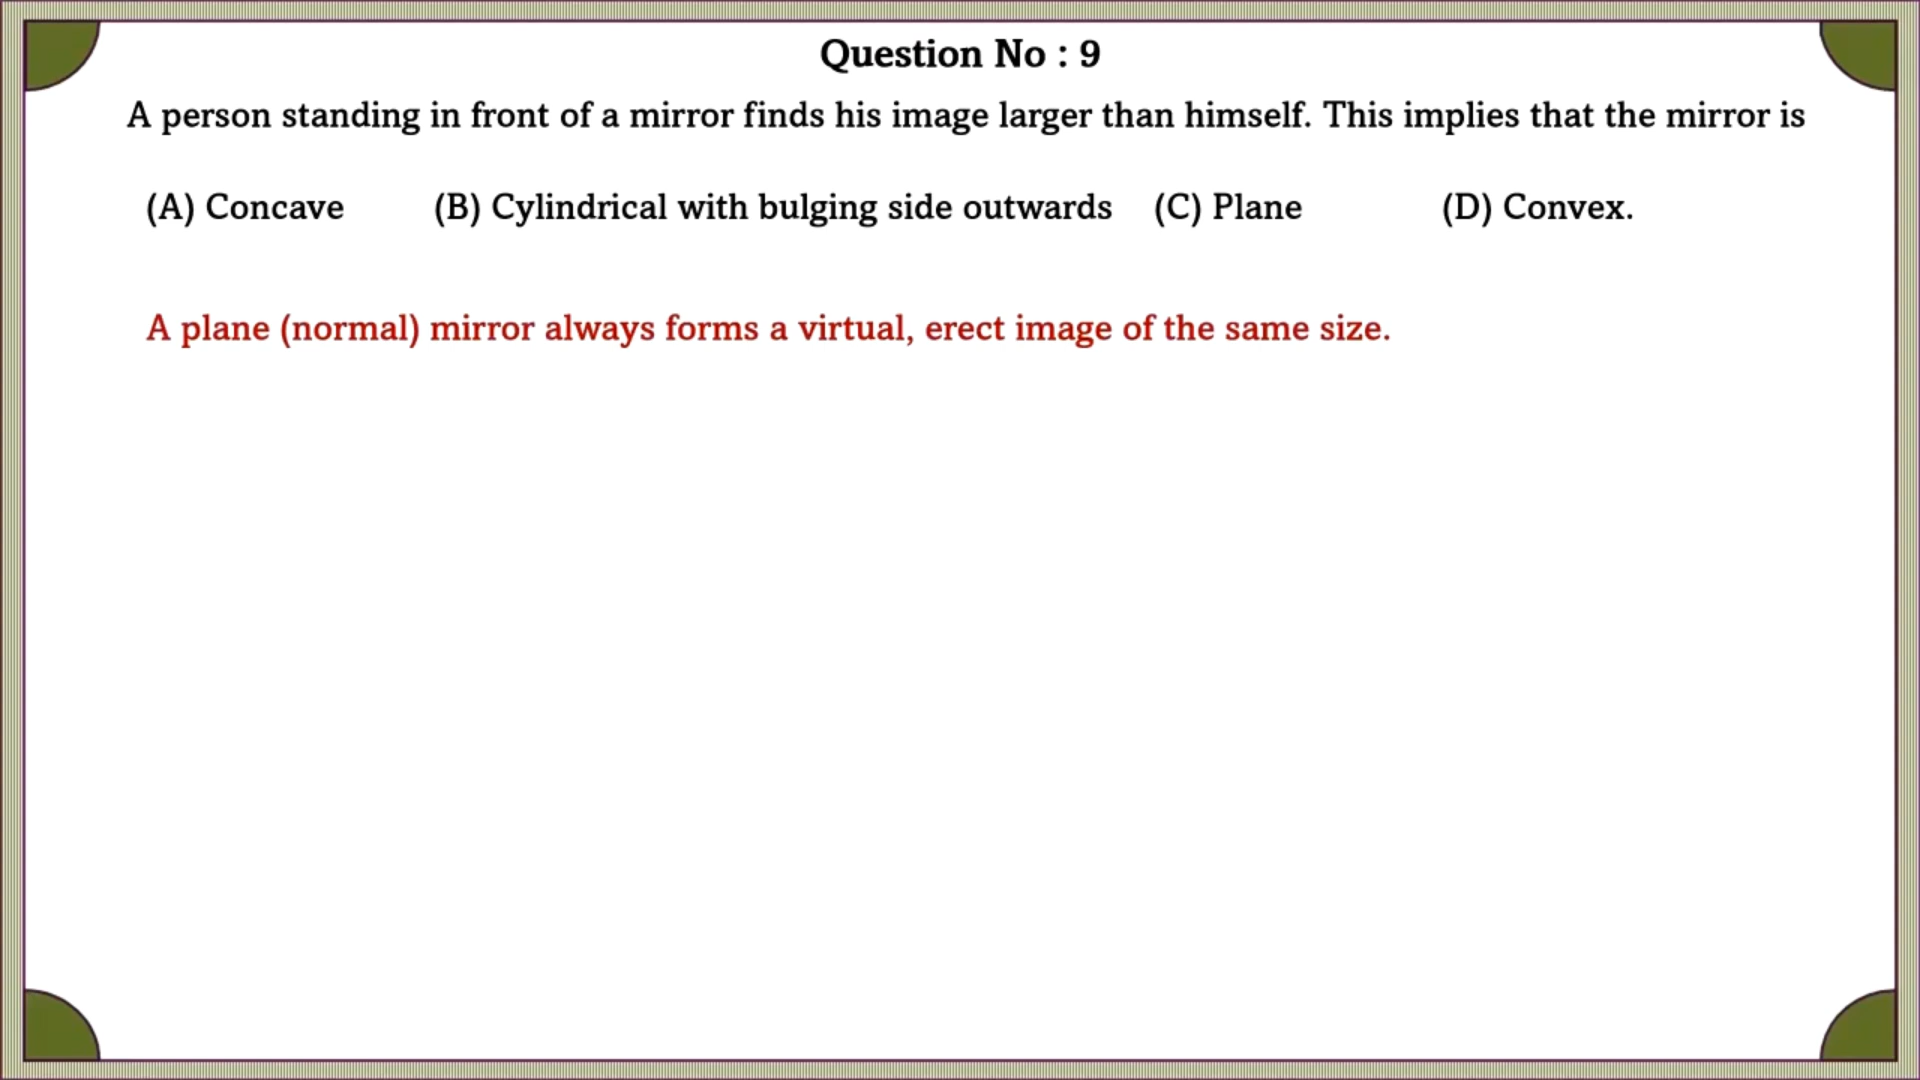 Question No : 9
A person standing in front of a mirror finds his image larger than himself. This implies that the mirror is
(A) Concave (B) Cylindrical with bulging side outwards (C) Plane (D) Convex.
A plane (normal) mirror always forms a virtual, erect image of the same size.